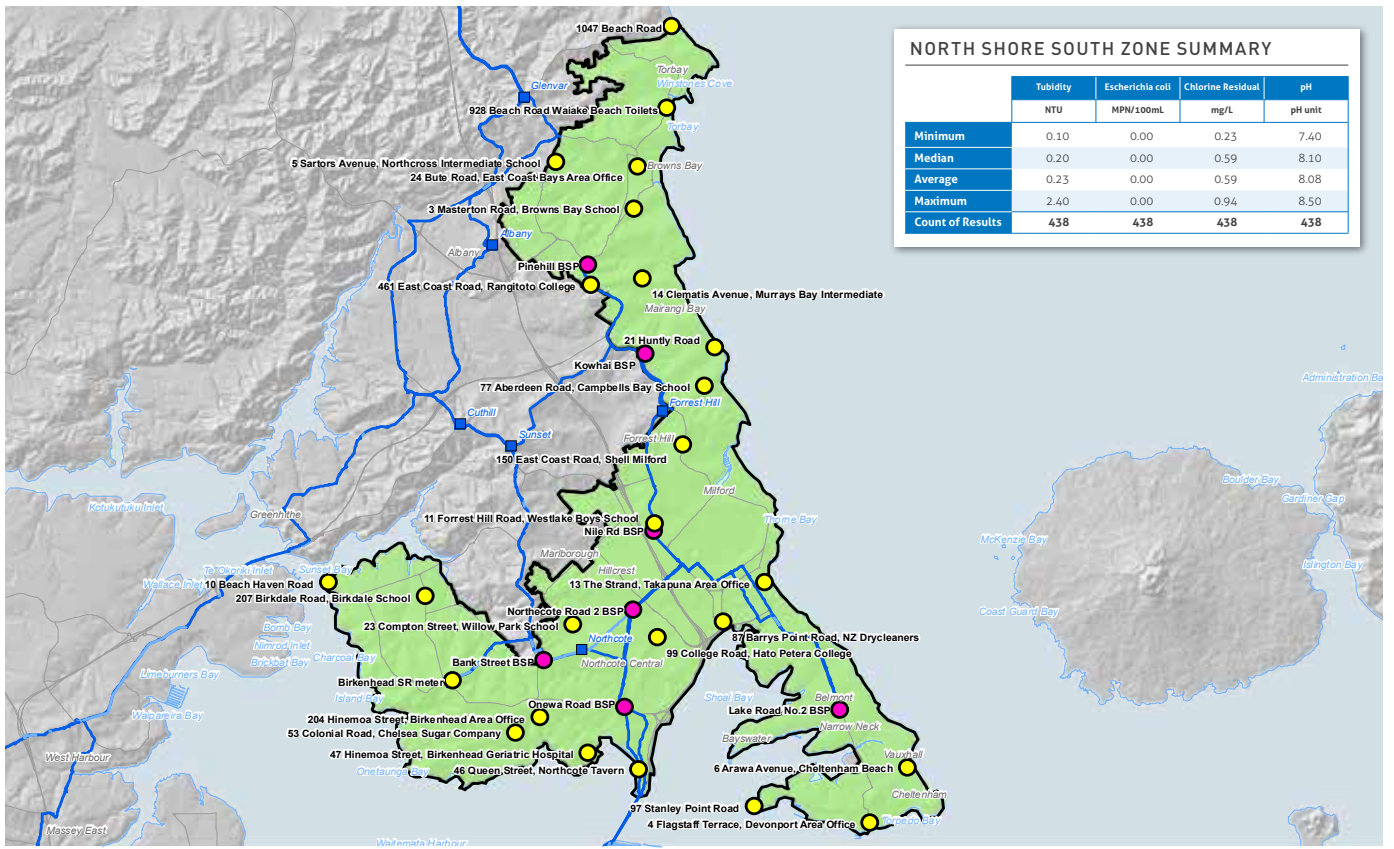 1047 Beach Road
NORTH SHORE SOUTH ZONE SUMMARY
Tubidity Escherichia coli Chlorine Residual pH
NTU MPN/100mL mg/L pH unit
Minimum 0.10 0.00 0.23 7.40
Median 0.20 0.00 0.59 8.10
Average 0.23 0.00 0.59 8.08
Maximum 2.40 0.00 0.94 8.50
Count of Results 438 438 438 438
Torbay
Winstones Cove
Glenvar
928 Beach Road Waiake Beach Toilets
Torbay
5 Sartors Avenue, Northcross Intermediate School
Browns Bay
24 Bute Road, East Coast Bays Area Office
3 Masterton Road, Browns Bay School
Albany
Albany
Pinehill BSP
461 East Coast Road, Rangitoto College
14 Clematis Avenue, Murrays Bay Intermediate
Mairangi Bay
21 Huntly Road
Kowhai BSP
Administration Ba
77 Aberdeen Road, Campbells Bay School
Forrest Hill
Cuthill
Sunset
Forrest Hill
150 East Coast Road, Shell Milford
Boulder Bay
Milford
Gardiner Gap
Kotukutuku Inlet
Greenhithe
11 Forrest Hill Road, Westlake Boys School
Thorne Bay
Nile Rd BSP
McKenzie Bay
Marlborough
Islington Bay
Te Okoriki Inlet
Sunset Bay
Hillcrest
Wallace Inlet
10 Beach Haven Road
13 The Strand, Takapuna Area Office
207 Birkdale Road, Birkdale School
Northecote Road 2 BSP
Coast Guard Bay
23 Compton Street, Willow Park School
Bomb Bay
Northcote
87 Barrys Point Road, NZ Drycleaners
Nimrod Inlet
99 College Road, Hato Petera College
Charcoal Bay
Brickbat Bay
Bank Street BSP
Northcote Central
Limeburners Bay
Birkenhead SR meter
Island Bay
Shoal Bay
Belmont
Onewa Road BSP
Lake Road No.2 BSP
Waipareira Bay
204 Hinemoa Street, Birkenhead Area Office
Narrow Neck
53 Colonial Road, Chelsea Sugar Company
Bayswater
47 Hinemoa Street, Birkenhead Geriatric Hospital
Vauxhall
West Harbour
Onetaunga Bay
46 Queen Street, Northcote Tavern
6 Arawa Avenue, Cheltenham Beach
Cheltenham
97 Stanley Point Road
4 Flagstaff Terrace, Devonport Area Office
Torpedo Bay
Massey East
Waitemata Harbour